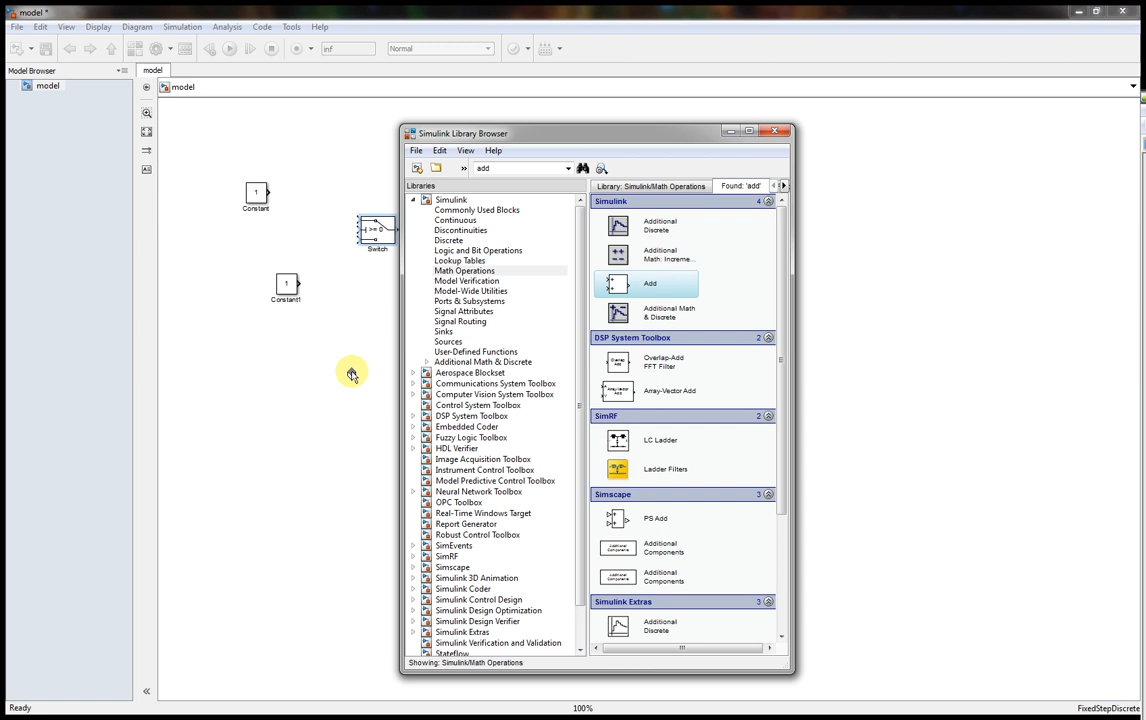 model *
File Edit View Display Diagram Simulation Analysis Code Tools Help
inf Normal
Model Browser
model
model
model
1
Constant
>= 0
Switch
1
Constant1
Simulink Library Browser
File Edit View Help
» add
Libraries
Simulink
Commonly Used Blocks
Continuous
Discontinuities
Discrete
Logic and Bit Operations
Lookup Tables
Math Operations
Model Verification
Model-Wide Utilities
Ports & Subsystems
Signal Attributes
Signal Routing
Sinks
Sources
User-Defined Functions
Additional Math & Discrete
Aerospace Blockset
Communications System Toolbox
Computer Vision System Toolbox
Control System Toolbox
DSP System Toolbox
Embedded Coder
Fuzzy Logic Toolbox
HDL Verifier
Image Acquisition Toolbox
Instrument Control Toolbox
Model Predictive Control Toolbox
Neural Network Toolbox
OPC Toolbox
Real-Time Windows Target
Report Generator
Robust Control Toolbox
SimEvents
SimRF
Simscape
Simulink 3D Animation
Simulink Coder
Simulink Control Design
Simulink Design Optimization
Simulink Design Verifier
Simulink Extras
Simulink Verification and Validation
Stateflow
Library: Simulink/Math Operations Found: 'add'
Simulink 4
Additional
Discrete
Additional
Math: Increme...
Add
Additional Math
& Discrete
DSP System Toolbox 2
Overlap-Add
FFT Filter
Array-Vector Add
SimRF 2
LC Ladder
Ladder Filters
Simscape 3
PS Add
Additional
Components
Additional
Components
Simulink Extras 3
Additional
Discrete
Showing: Simulink/Math Operations
Ready 100% FixedStepDiscrete